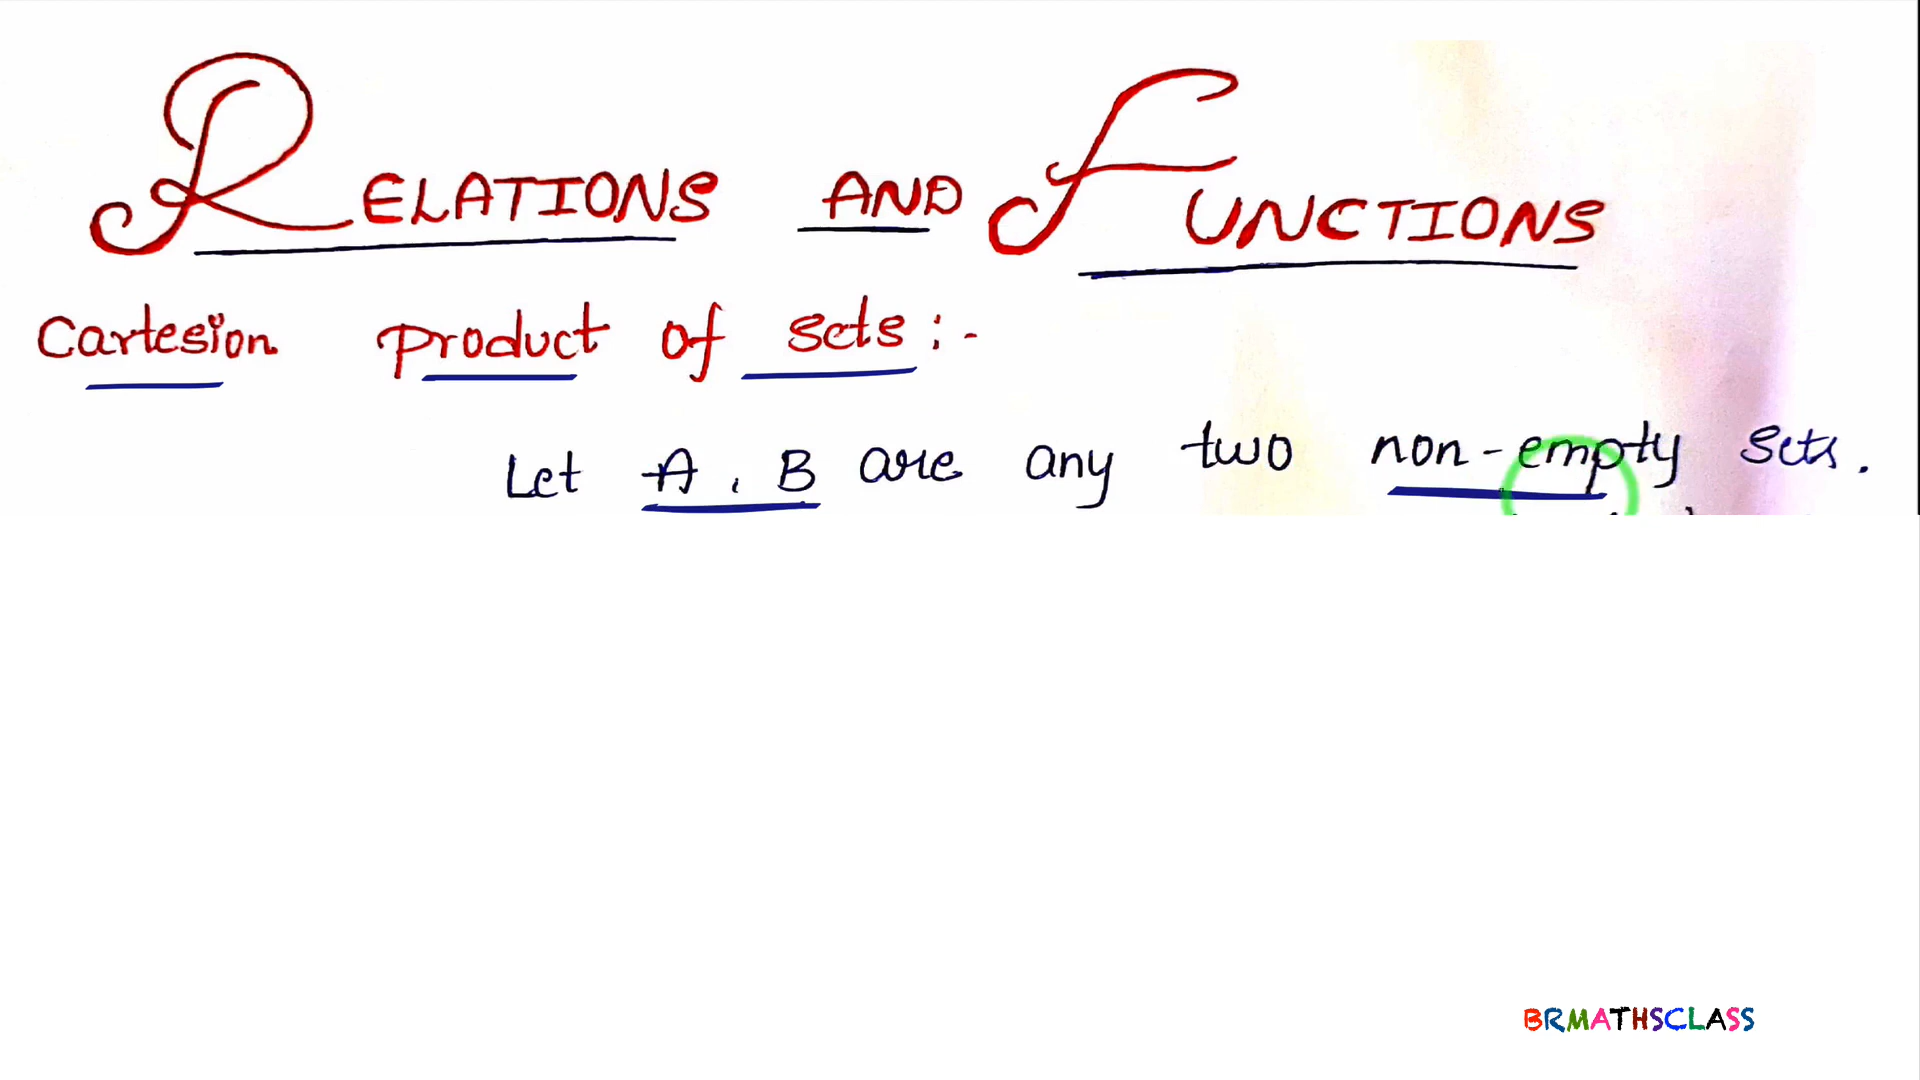 RELATIONS AND FUNCTIONS
Cartesion product of sets :-
Let A, B are any two non-empty sets.
BRMATHSCLASS